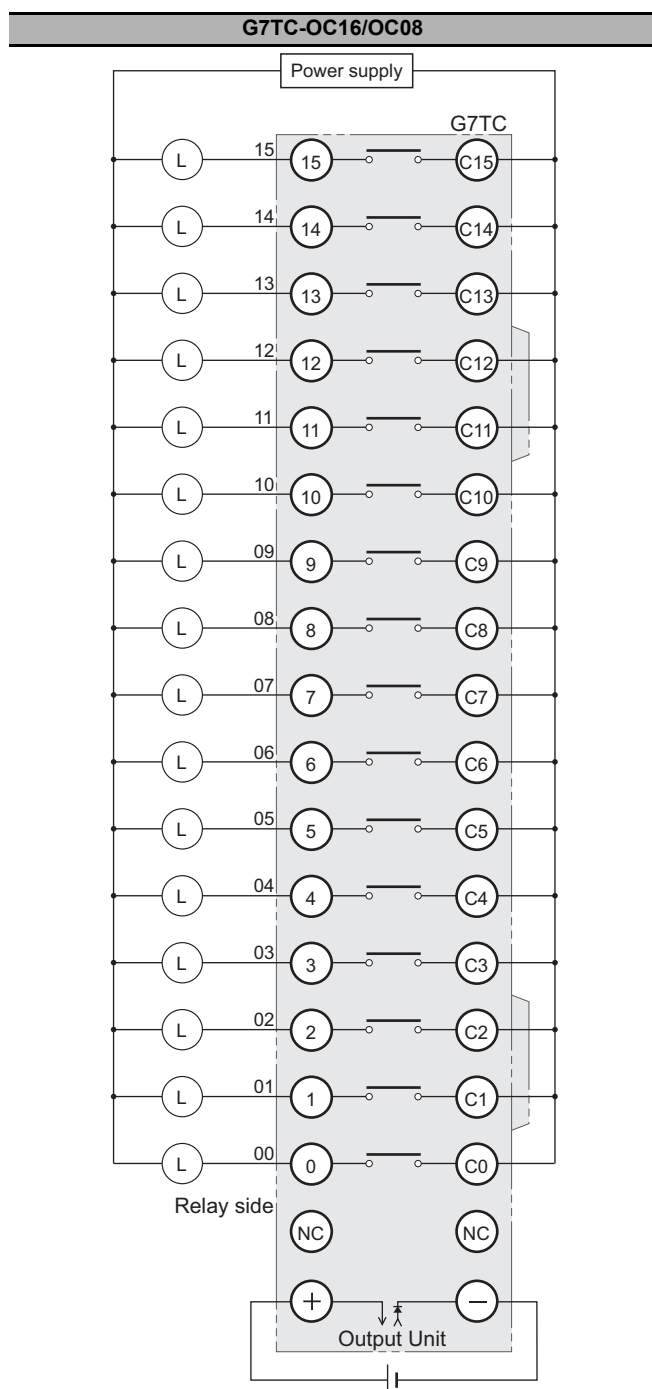 G7TC-OC16/OC08
Power supply
G7TC
L 15 15 C15
L 14 14 C14
L 13 13 C13
L 12 12 C12
L 11 11 C11
L 10 10 C10
L 09 9 C9
L 08 8 C8
L 07 7 C7
L 06 6 C6
L 05 5 C5
L 04 4 C4
L 03 3 C3
L 02 2 C2
L 01 1 C1
L 00 0 C0
Relay side
NC NC
+ −
Output Unit